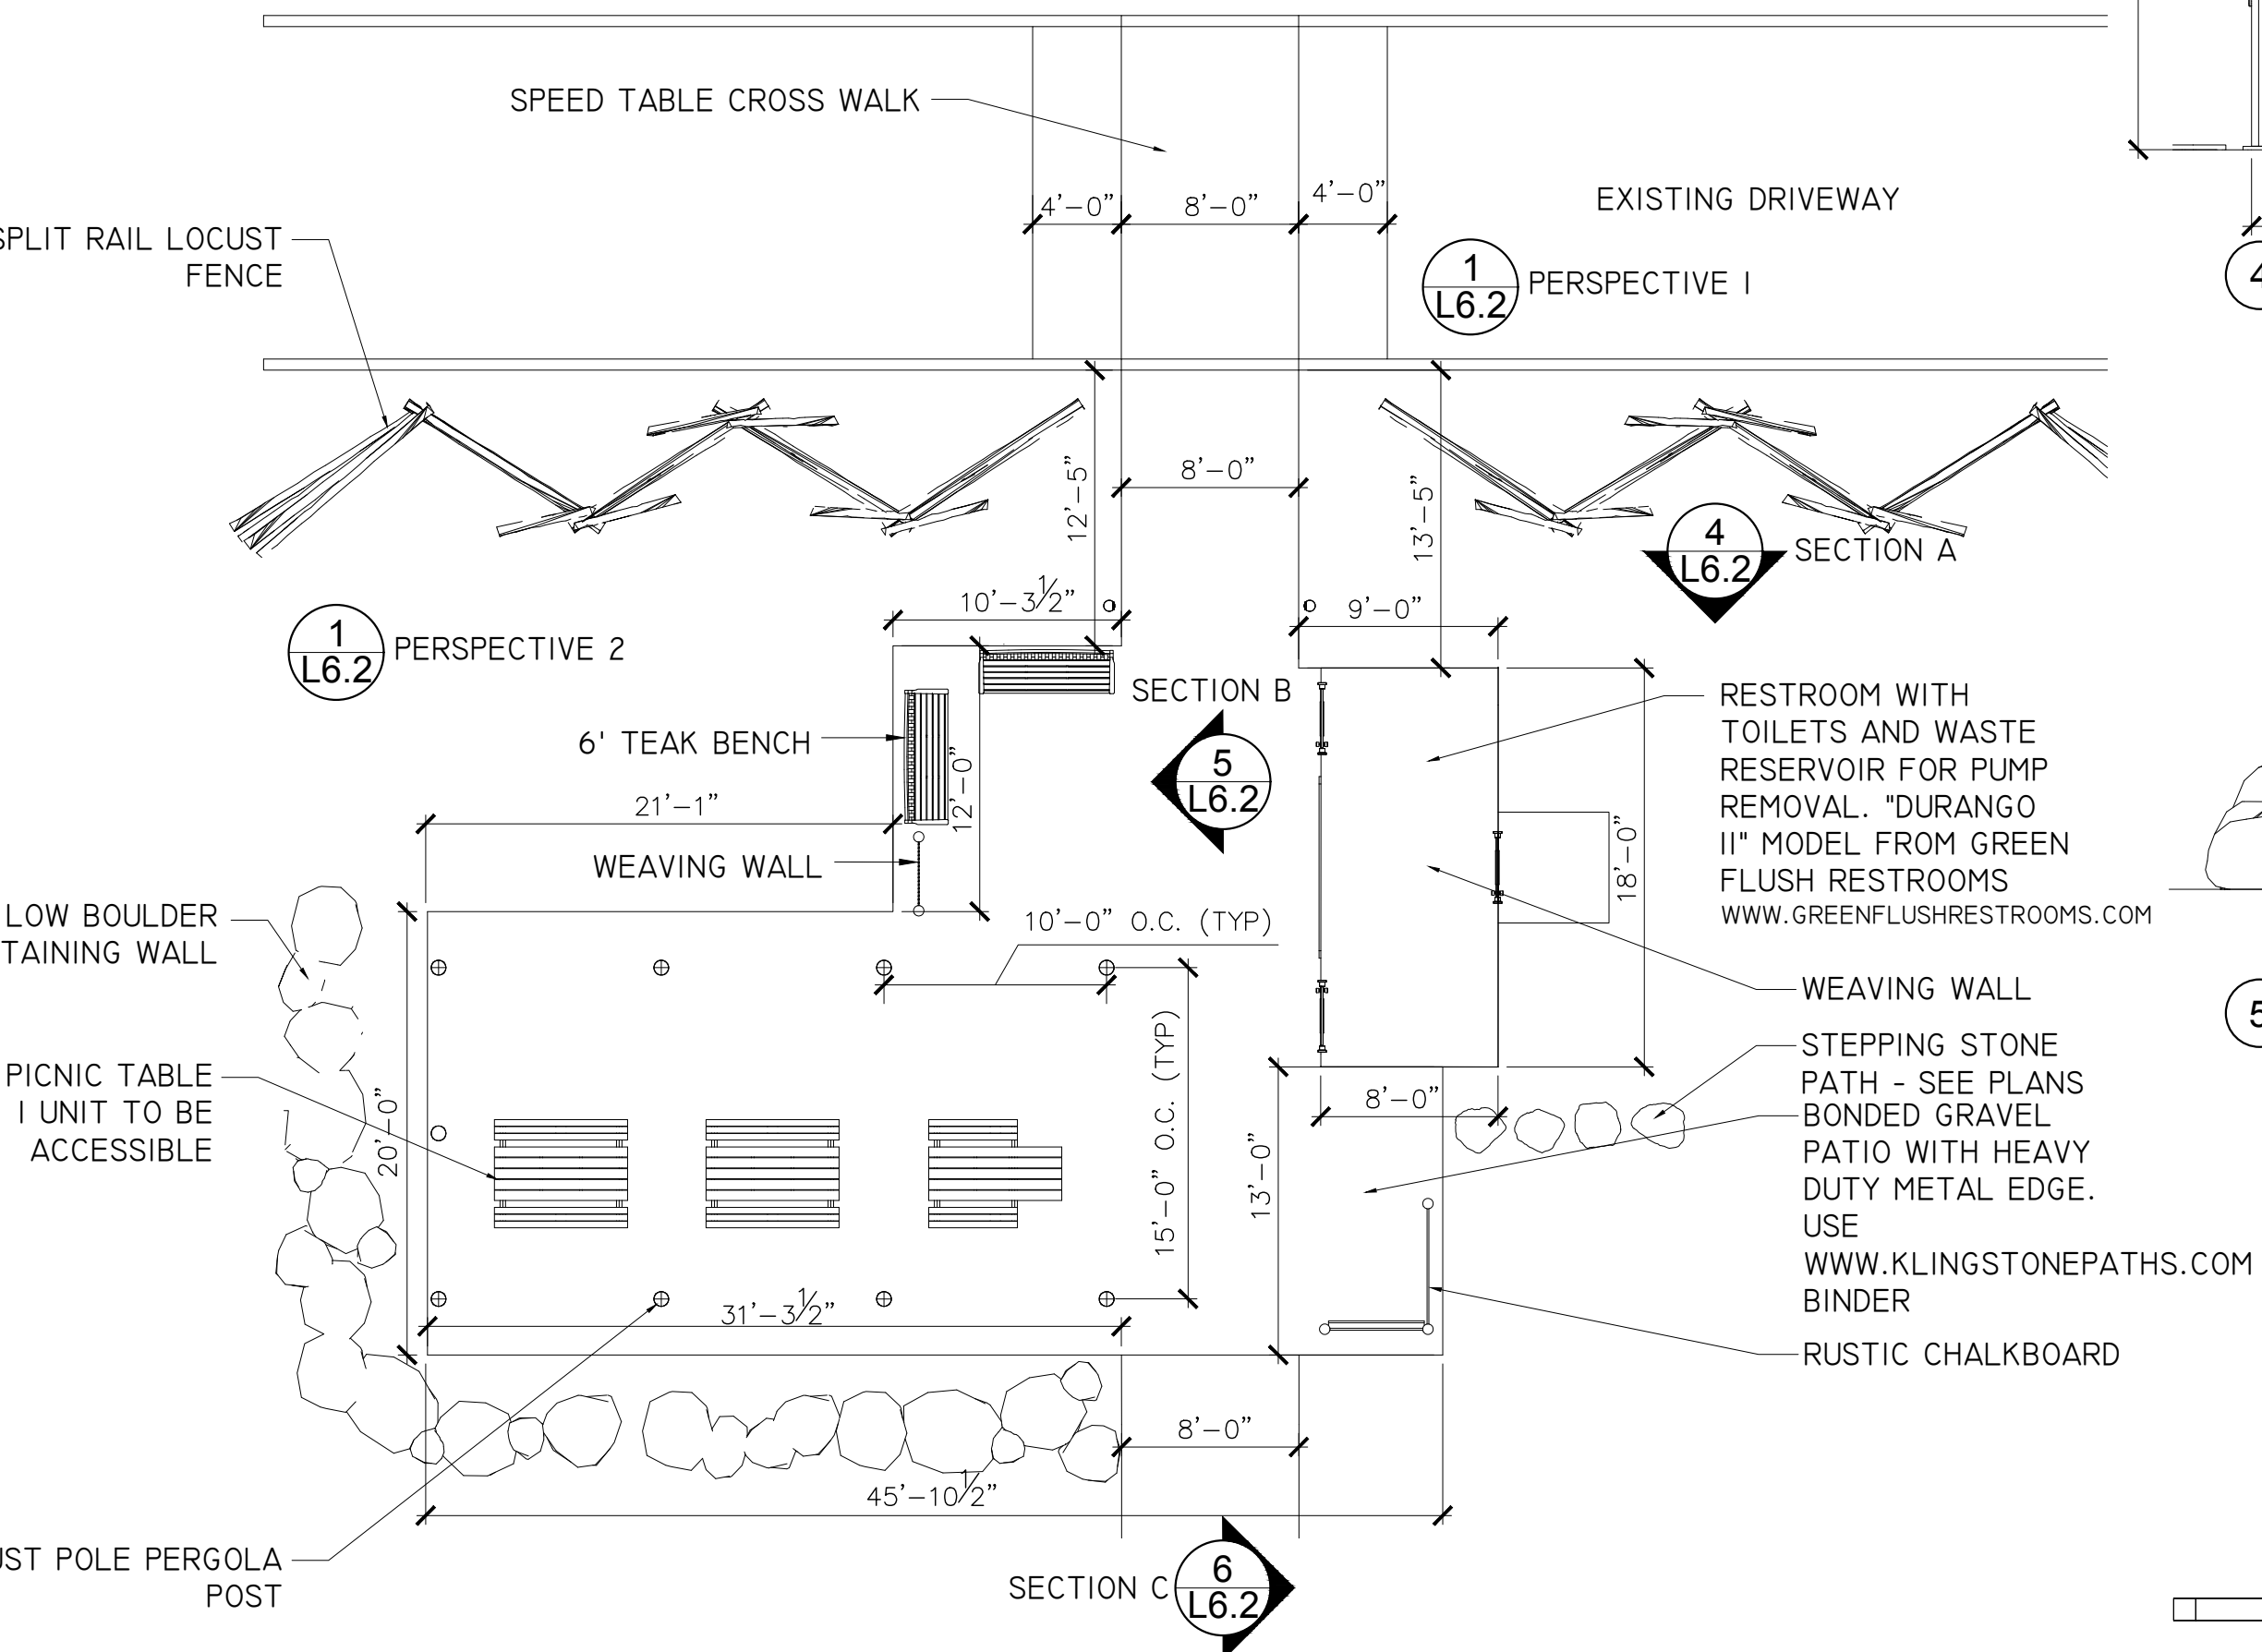 SPEED TABLE CROSS WALK
4'-0"
8'-0"
4'-0"
EXISTING DRIVEWAY
SPLIT RAIL LOCUST
FENCE
1
L6.2
PERSPECTIVE 1
4
12'-5"
8'-0"
13'-5"
4
L6.2
SECTION A
10'-3½"
9'-0"
1
L6.2
PERSPECTIVE 2
SECTION B
5
L6.2
6' TEAK BENCH
12'-0"
21'-1"
WEAVING WALL
RESTROOM WITH
TOILETS AND WASTE
RESERVOIR FOR PUMP
REMOVAL. "DURANGO
II" MODEL FROM GREEN
FLUSH RESTROOMS
WWW.GREENFLUSHRESTROOMS.COM
18'-0"
LOW BOULDER
TAINING WALL
10'-0" O.C. (TYP)
WEAVING WALL
5
STEPPING STONE
PATH - SEE PLANS
PICNIC TABLE
1 UNIT TO BE
ACCESSIBLE
20'-0"
15'-0" O.C. (TYP)
8'-0"
13'-0"
BONDED GRAVEL
PATIO WITH HEAVY
DUTY METAL EDGE.
USE
WWW.KLINGSTONEPATHS.COM
BINDER
31'-3½"
RUSTIC CHALKBOARD
8'-0"
45'-10½"
UST POLE PERGOLA
POST
SECTION C
6
L6.2